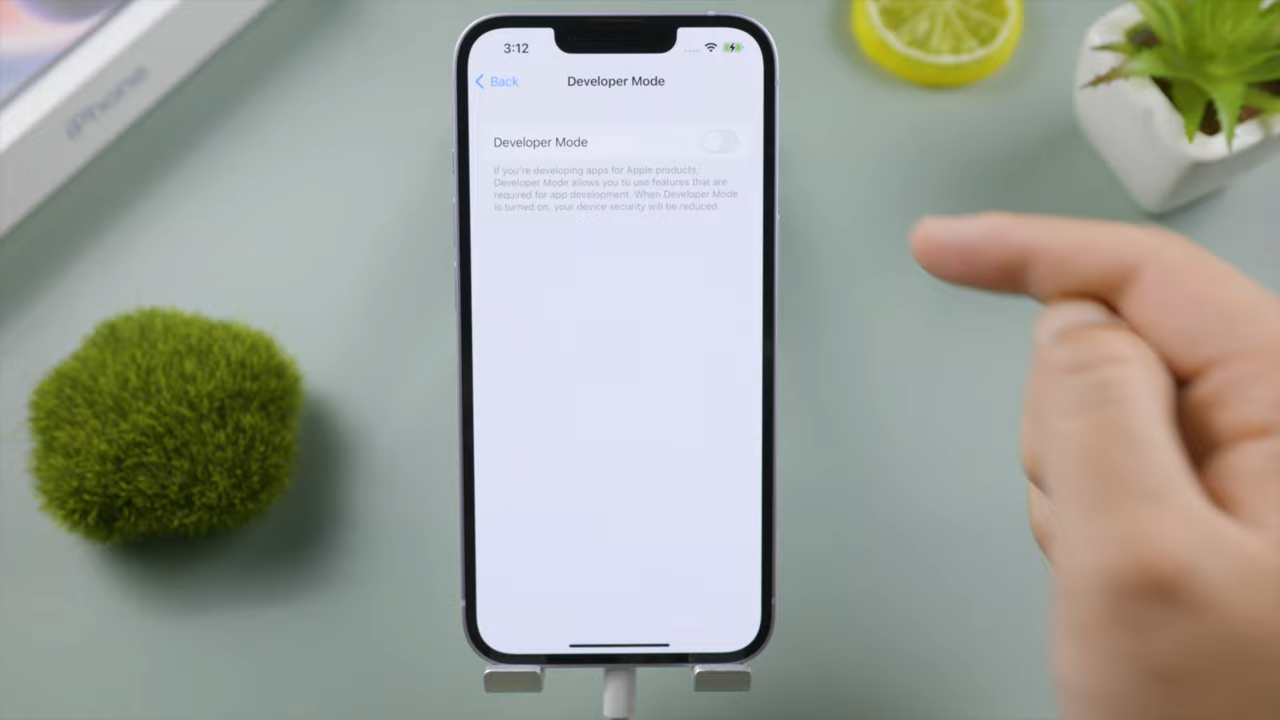 iPhone
3:12
Back
Developer Mode
Developer Mode
If you're developing apps for Apple products,
Developer Mode allows you to use features that are
required for app development. When Developer Mode
is turned on, your device security will be reduced.